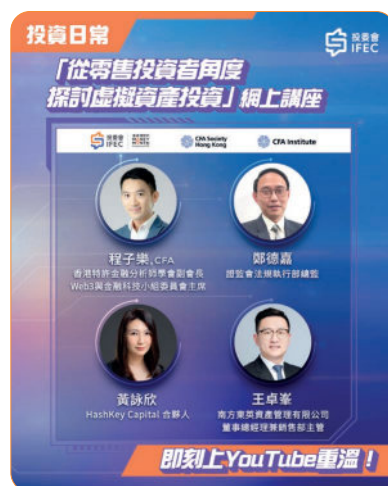 投資日常
投委會
IFEC
「從零售投資者角度
探討虛擬資產投資」網上講座
投委會
IFEC
MONEY
MONTH
CFA Society
Hong Kong
CFA Institute
程子樂, CFA
香港特許金融分析師學會副會長
Web3與金融科技小組委員會主席
鄭德嘉
證監會法規執行部總監
黃詠欣
HashKey Capital 合夥人
王卓峯
南方東英資產管理有限公司
董事總經理兼銷售部主管
即刻上YouTube重溫！